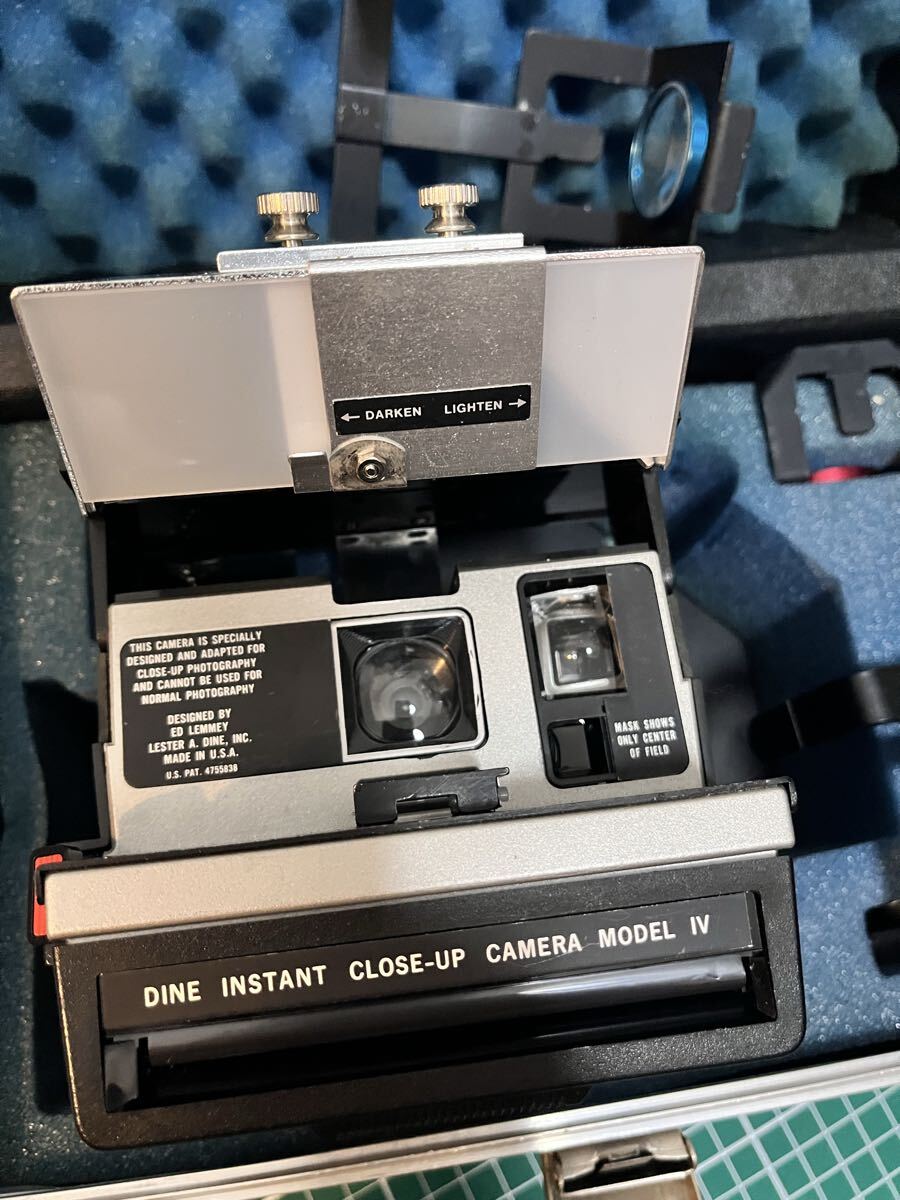 ← DARKEN LIGHTEN →
THIS CAMERA IS SPECIALLY
DESIGNED AND ADAPTED FOR
CLOSE-UP PHOTOGRAPHY
AND CANNOT BE USED FOR
NORMAL PHOTOGRAPHY
DESIGNED BY
ED LEMMEY
LESTER A. DINE, INC.
MADE IN U.S.A.
U.S. PAT. 4755838
MASK SHOWS
ONLY CENTER
OF FIELD
DINE INSTANT CLOSE-UP CAMERA MODEL IV